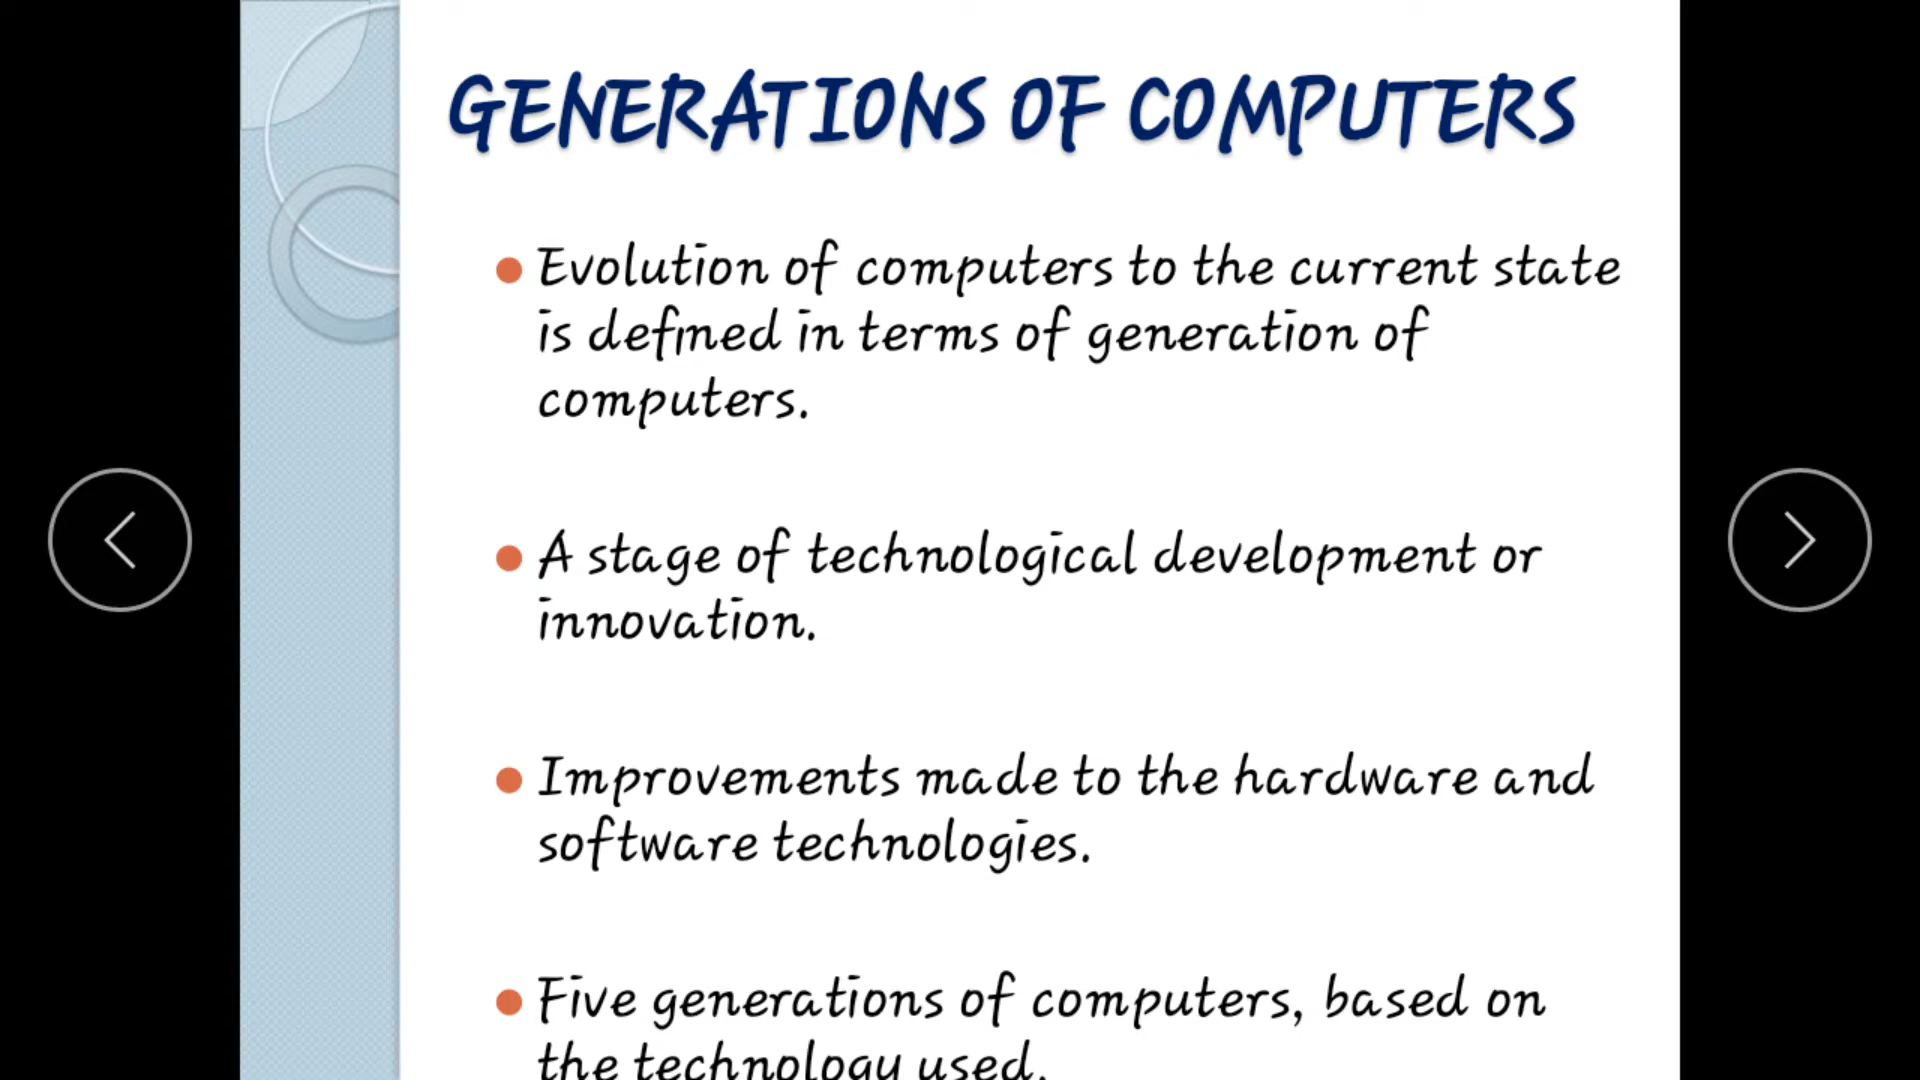 GENERATIONS OF COMPUTERS
Evolution of computers to the current state
is defined in terms of generation of
computers.
A stage of technological development or
innovation.
Improvements made to the hardware and
software technologies.
Five generations of computers, based on
the technology used.